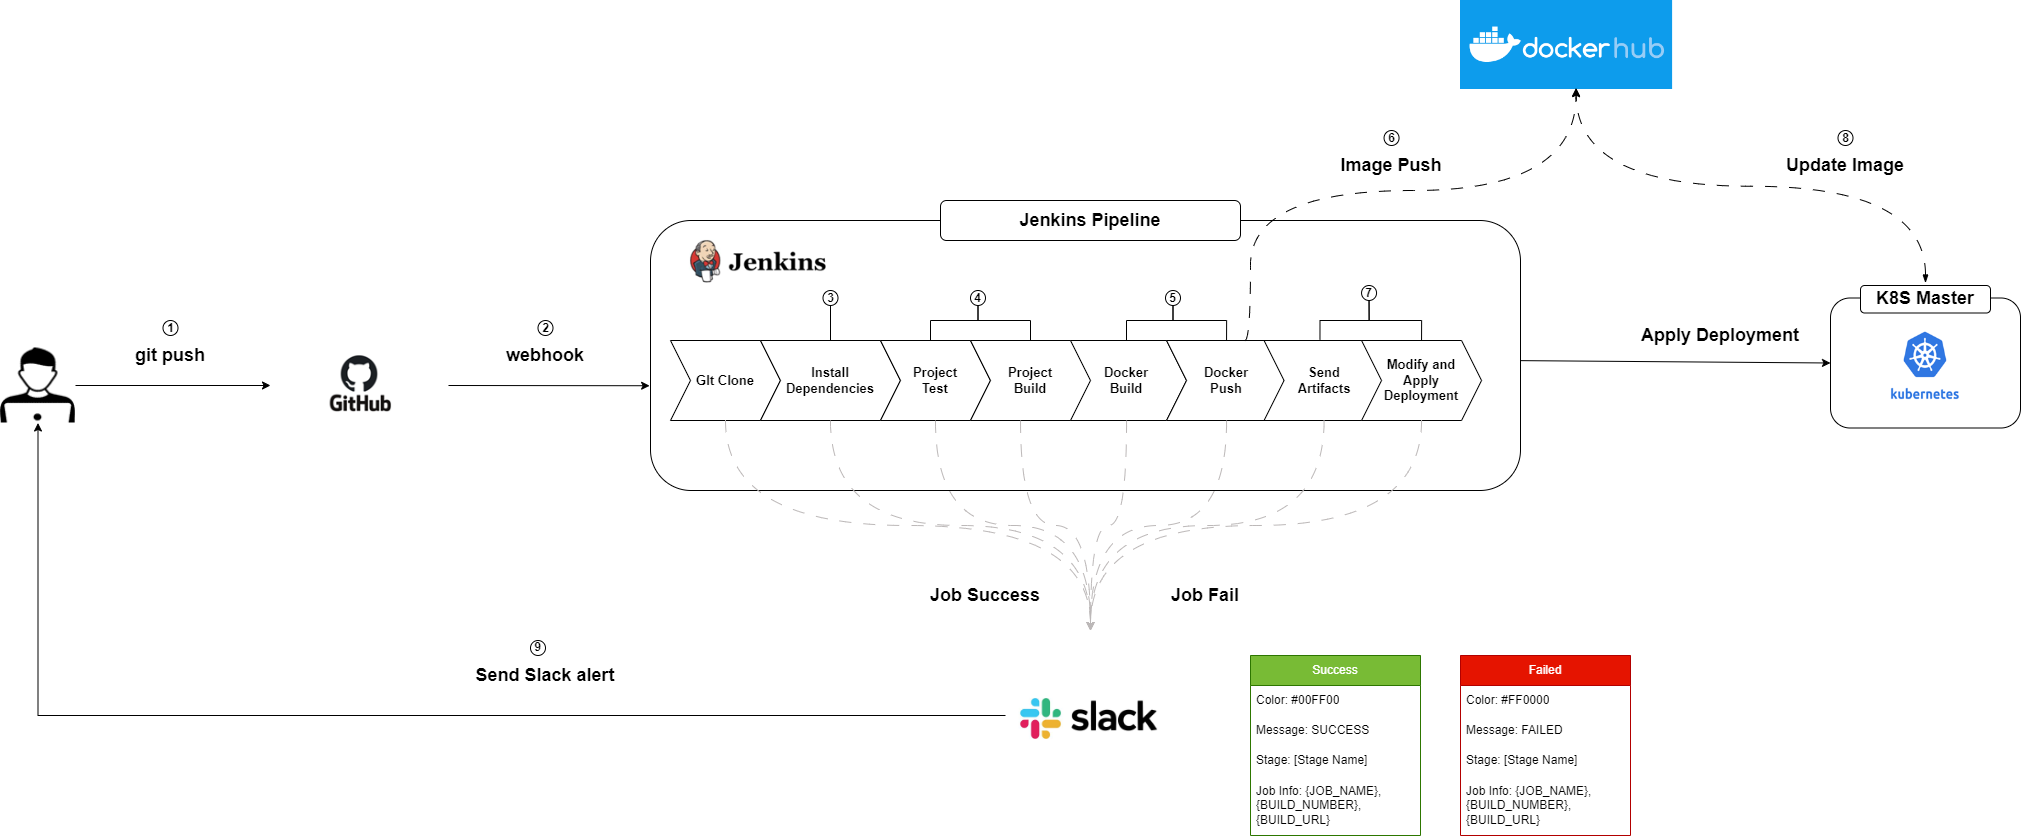 dockerhub
⑥
Image Push
⑧
Update Image
Jenkins Pipeline
Jenkins
③
④
⑤
⑦
K8S Master
kubernetes
Apply Deployment
①
git push
②
webhook
GitHub
GIt Clone
Install
Dependencies
Project
Test
Project
Build
Docker
Build
Docker
Push
Send
Artifacts
Modify and
Apply
Deployment
Job Success
Job Fail
⑨
Send Slack alert
slack
Success
Color: #00FF00
Message: SUCCESS
Stage: [Stage Name]
Job Info: {JOB_NAME},
{BUILD_NUMBER},
{BUILD_URL}
Failed
Color: #FF0000
Message: FAILED
Stage: [Stage Name]
Job Info: {JOB_NAME},
{BUILD_NUMBER},
{BUILD_URL}